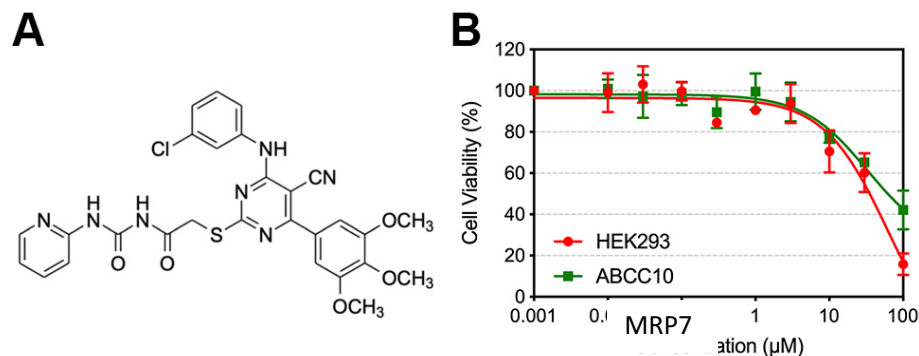 A
B
Cl
NH
N
CN
N
H
N
H
N
N
S
O
O
OCH3
OCH3
OCH3
Cell Viability (%)
120
100
80
60
40
20
0
HEK293
ABCC10
0.001
1
10
100
MRP7
(µM)